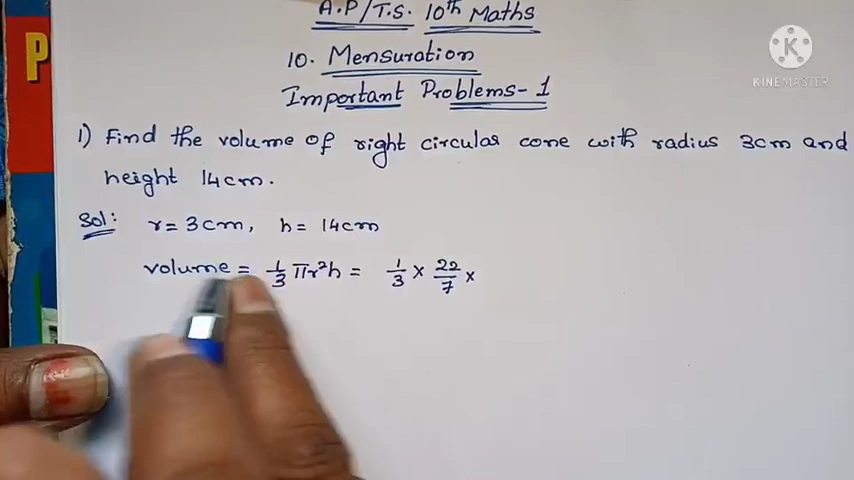 A.P/T.S. 10th Maths
10. Mensuration
Important Problems-1
1) Find the volume of right circular cone with radius 3cm and
height 14cm.
Sol: r= 3cm, h= 14cm
volume = 1/3 πr²h = 1/3 × 22/7 ×
P
K
KINEMASTER